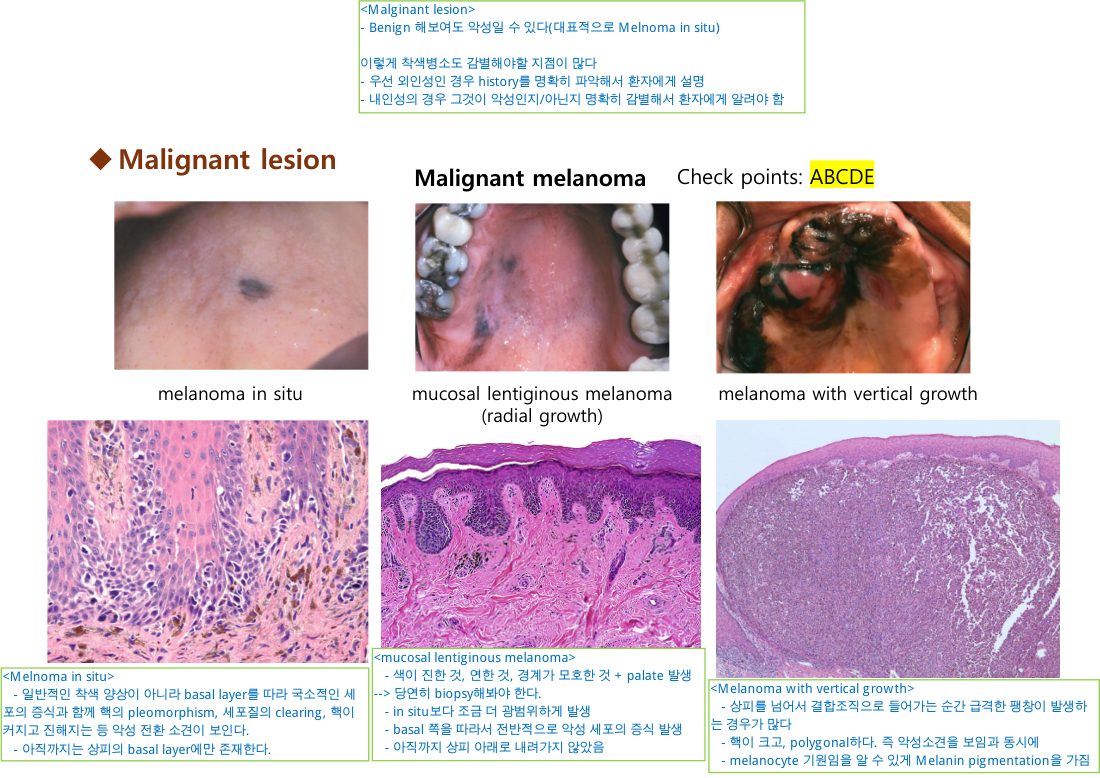 <Malginant lesion>
- Benign 해보여도 악성일 수 있다(대표적으로 Melnoma in situ)
이렇게 착색병소도 감별해야할 지점이 많다
- 우선 외인성인 경우 history를 명확히 파악해서 환자에게 설명
- 내인성의 경우 그것이 악성인지/아닌지 명확히 감별해서 환자에게 알려야 함
◆ Malignant lesion
Malignant melanoma
Check points: ABCDE
melanoma in situ
mucosal lentiginous melanoma
(radial growth)
melanoma with vertical growth
<Melnoma in situ>
- 일반적인 착색 양상이 아니라 basal layer를 따라 국소적인 세
포의 증식과 함께 핵의 pleomorphism, 세포질의 clearing, 핵이
커지고 진해지는 등 악성 전환 소견이 보인다.
- 아직까지는 상피의 basal layer에만 존재한다.
<mucosal lentiginous melanoma>
- 색이 진한 것, 연한 것, 경계가 모호한 것 + palate 발생
--> 당연히 biopsy해봐야 한다.
- in situ보다 조금 더 광범위하게 발생
- basal 쪽을 따라서 전반적으로 악성 세포의 증식 발생
- 아직까지 상피 아래로 내려가지 않았음
<Melanoma with vertical growth>
- 상피를 넘어서 결합조직으로 들어가는 순간 급격한 팽창이 발생하
는 경우가 많다
- 핵이 크고, polygonal하다. 즉 악성소견을 보임과 동시에
- melanocyte 기원임을 알 수 있게 Melanin pigmentation을 가짐